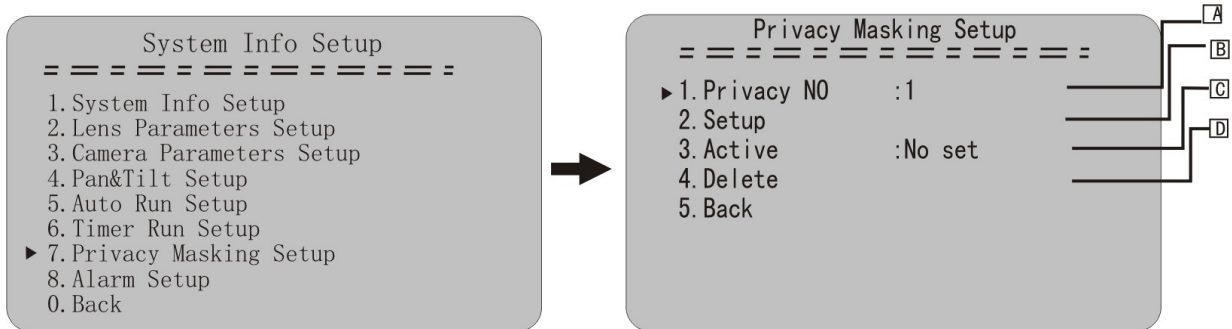 System Info Setup
1.System Info Setup
2.Lens Parameters Setup
3.Camera Parameters Setup
4.Pan&Tilt Setup
5.Auto Run Setup
6.Timer Run Setup
▶ 7.Privacy Masking Setup
8.Alarm Setup
0.Back
Privacy Masking Setup
▶ 1.Privacy NO :1
2.Setup
3.Active :No set
4.Delete
5.Back
A
B
C
D